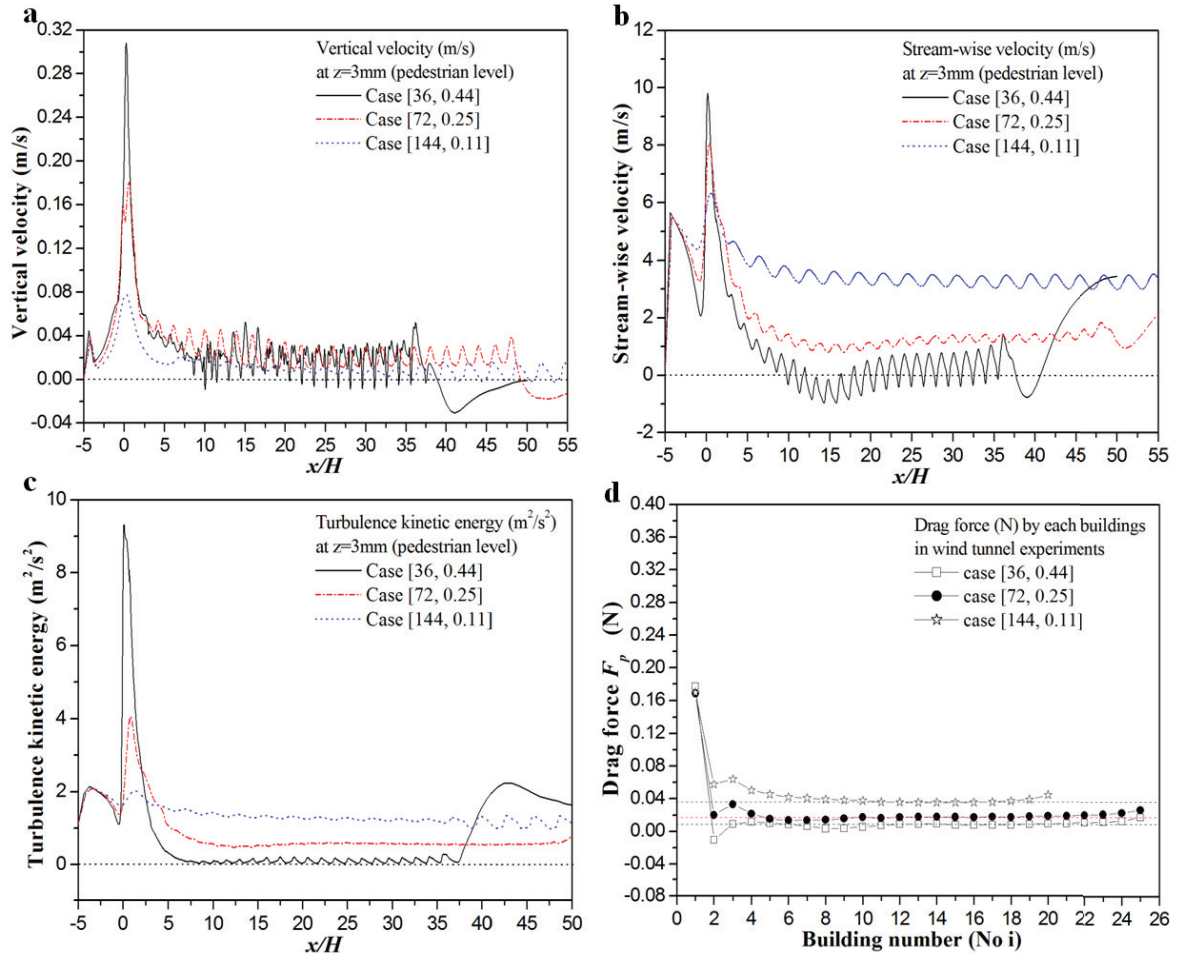 a
0.32
0.28
0.24
0.20
0.16
0.12
0.08
0.04
0.00
-0.04
Vertical velocity (m/s)
Vertical velocity (m/s)
at z=3mm (pedestrian level)
Case [36, 0.44]
Case [72, 0.25]
Case [144, 0.11]
-5 0 5 10 15 20 25 30 35 40 45 50 55
x/H
b
12
10
8
6
4
2
0
-2
Stream-wise velocity (m/s)
Stream-wise velocity (m/s)
at z=3mm (pedestrian level)
Case [36, 0.44]
Case [72, 0.25]
Case [144, 0.11]
-5 0 5 10 15 20 25 30 35 40 45 50 55
x/H
c
10
8
6
4
2
0
Turbulence kinetic energy (m²/s²)
Turbulence kinetic energy (m²/s²)
at z=3mm (pedestrian level)
Case [36, 0.44]
Case [72, 0.25]
Case [144, 0.11]
-5 0 5 10 15 20 25 30 35 40 45 50
x/H
d
0.40
0.36
0.32
0.28
0.24
0.20
0.16
0.12
0.08
0.04
0.00
-0.04
-0.08
Drag force Fp (N)
Drag force (N) by each buildings
in wind tunnel experiments
case [36, 0.44]
case [72, 0.25]
case [144, 0.11]
0 2 4 6 8 10 12 14 16 18 20 22 24 26
Building number (No i)